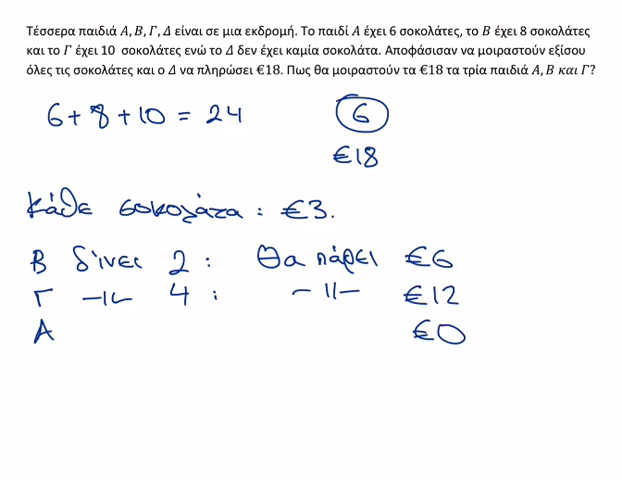 Τέσσερα παιδιά Α, Β, Γ, Δ είναι σε μια εκδρομή. Το παιδί Α έχει 6 σοκολάτες, το Β έχει 8 σοκολάτες
και το Γ έχει 10 σοκολάτες ενώ το Δ δεν έχει καμία σοκολάτα. Αποφάσισαν να μοιραστούν εξίσου
όλες τις σοκολάτες και ο Δ να πληρώσει €18. Πως θα μοιραστούν τα €18 τα τρία παιδιά Α, Β και Γ?
6 + 8 + 10 = 24 6
€18
Κάθε σοκολάτα : €3.
Β δίνει 2 : Θα πάρει €6
Γ -||- 4 : -||- €12
Α €0